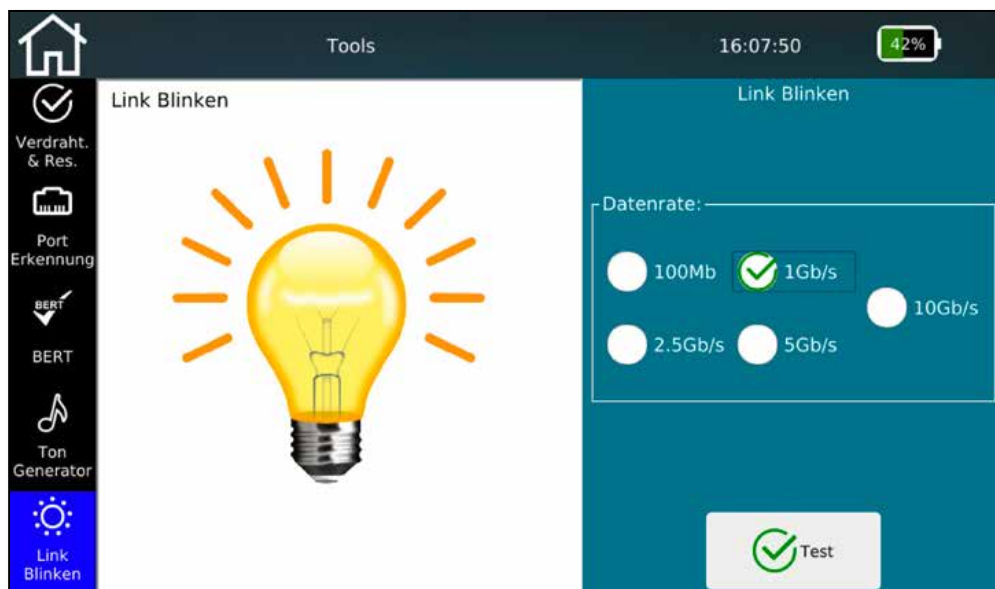 Tools
16:07:50
42%
Verdraht.
& Res.
Port
Erkennung
BERT
BERT
Ton
Generator
Link
Blinken
Link Blinken
Link Blinken
Datenrate:
100Mb
1Gb/s
10Gb/s
2.5Gb/s
5Gb/s
Test